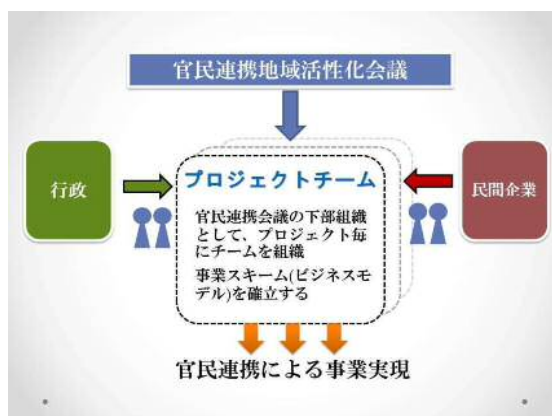 官民連携地域活性化会議
行政
プロジェクトチーム
官民連携会議の下部組織
として、プロジェクト毎
にチームを組織
事業スキーム(ビジネスモ
デル)を確立する
民間企業
官民連携による事業実現